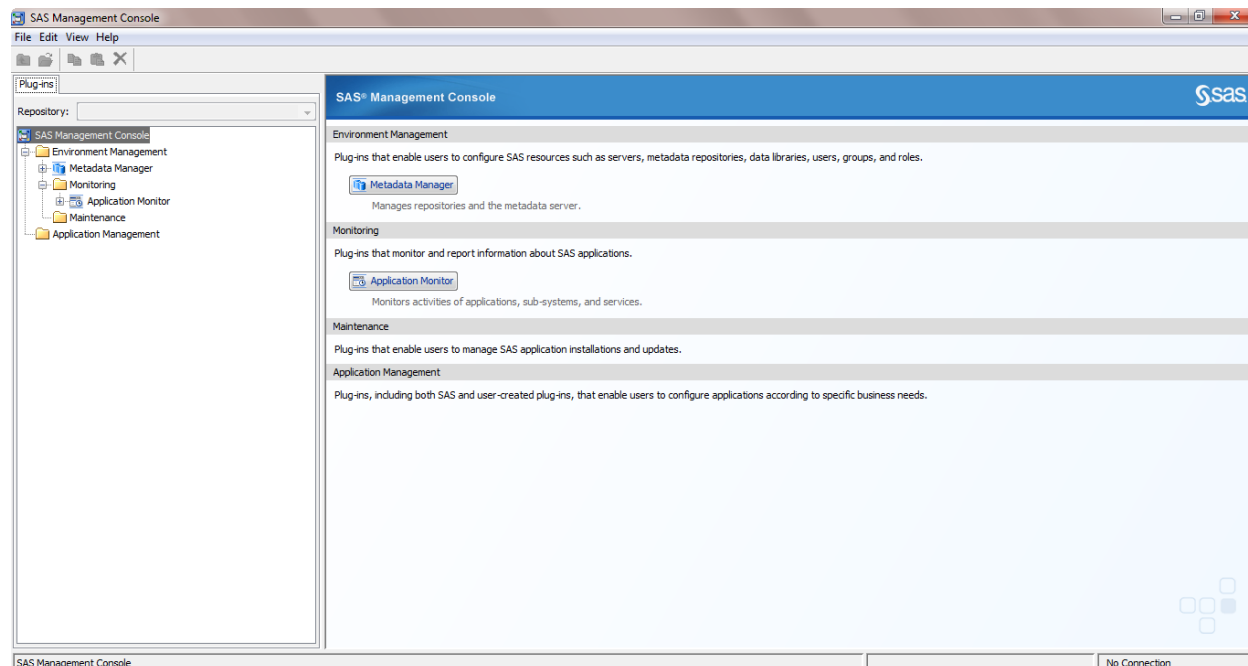 SAS Management Console
File Edit View Help
Plug-ins
Repository:
SAS Management Console
Environment Management
Metadata Manager
Monitoring
Application Monitor
Maintenance
Application Management
SAS® Management Console
sas
Environment Management
Plug-ins that enable users to configure SAS resources such as servers, metadata repositories, data libraries, users, groups, and roles.
Metadata Manager
Manages repositories and the metadata server.
Monitoring
Plug-ins that monitor and report information about SAS applications.
Application Monitor
Monitors activities of applications, sub-systems, and services.
Maintenance
Plug-ins that enable users to manage SAS application installations and updates.
Application Management
Plug-ins, including both SAS and user-created plug-ins, that enable users to configure applications according to specific business needs.
SAS Management Console
No Connection